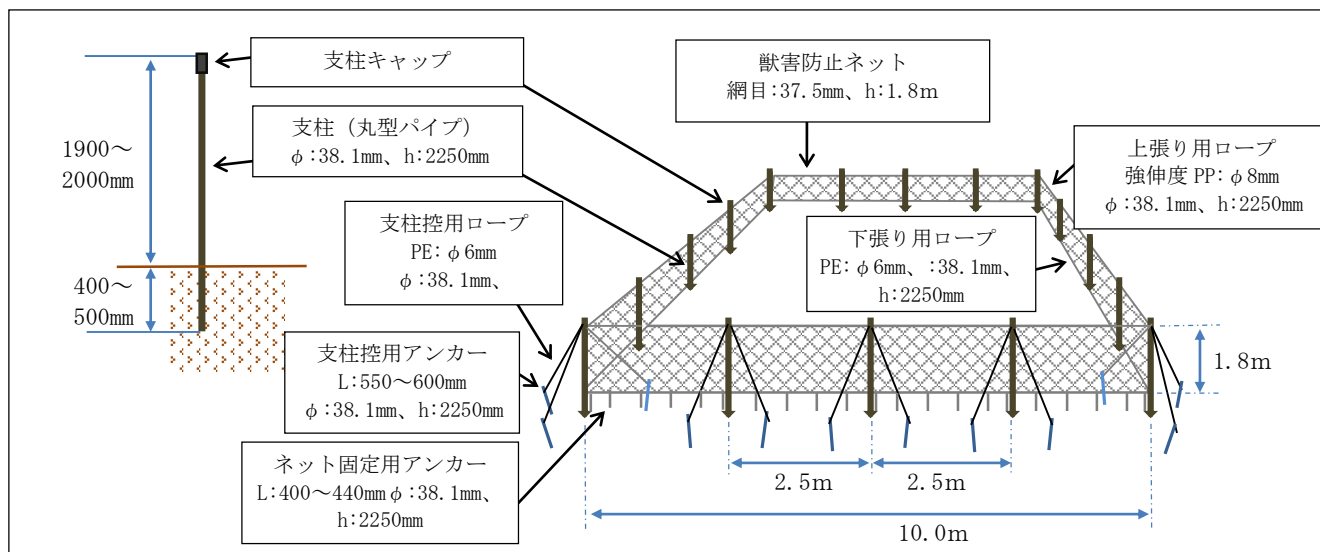 支柱キャップ
支柱（丸型パイプ）
φ:38.1mm、h:2250mm
1900～
2000mm
400～
500mm
支柱控用ロープ
PE: φ6mm
φ:38.1mm、
支柱控用アンカー
L:550～600mm
φ:38.1mm、h:2250mm
ネット固定用アンカー
L:400～440mmφ:38.1mm、
h:2250mm
獣害防止ネット
網目:37.5mm、h:1.8m
上張り用ロープ
強伸度 PP: φ8mm
φ:38.1mm、h:2250mm
下張り用ロープ
PE: φ6mm、:38.1mm、
h:2250mm
1.8m
2.5m
2.5m
10.0m